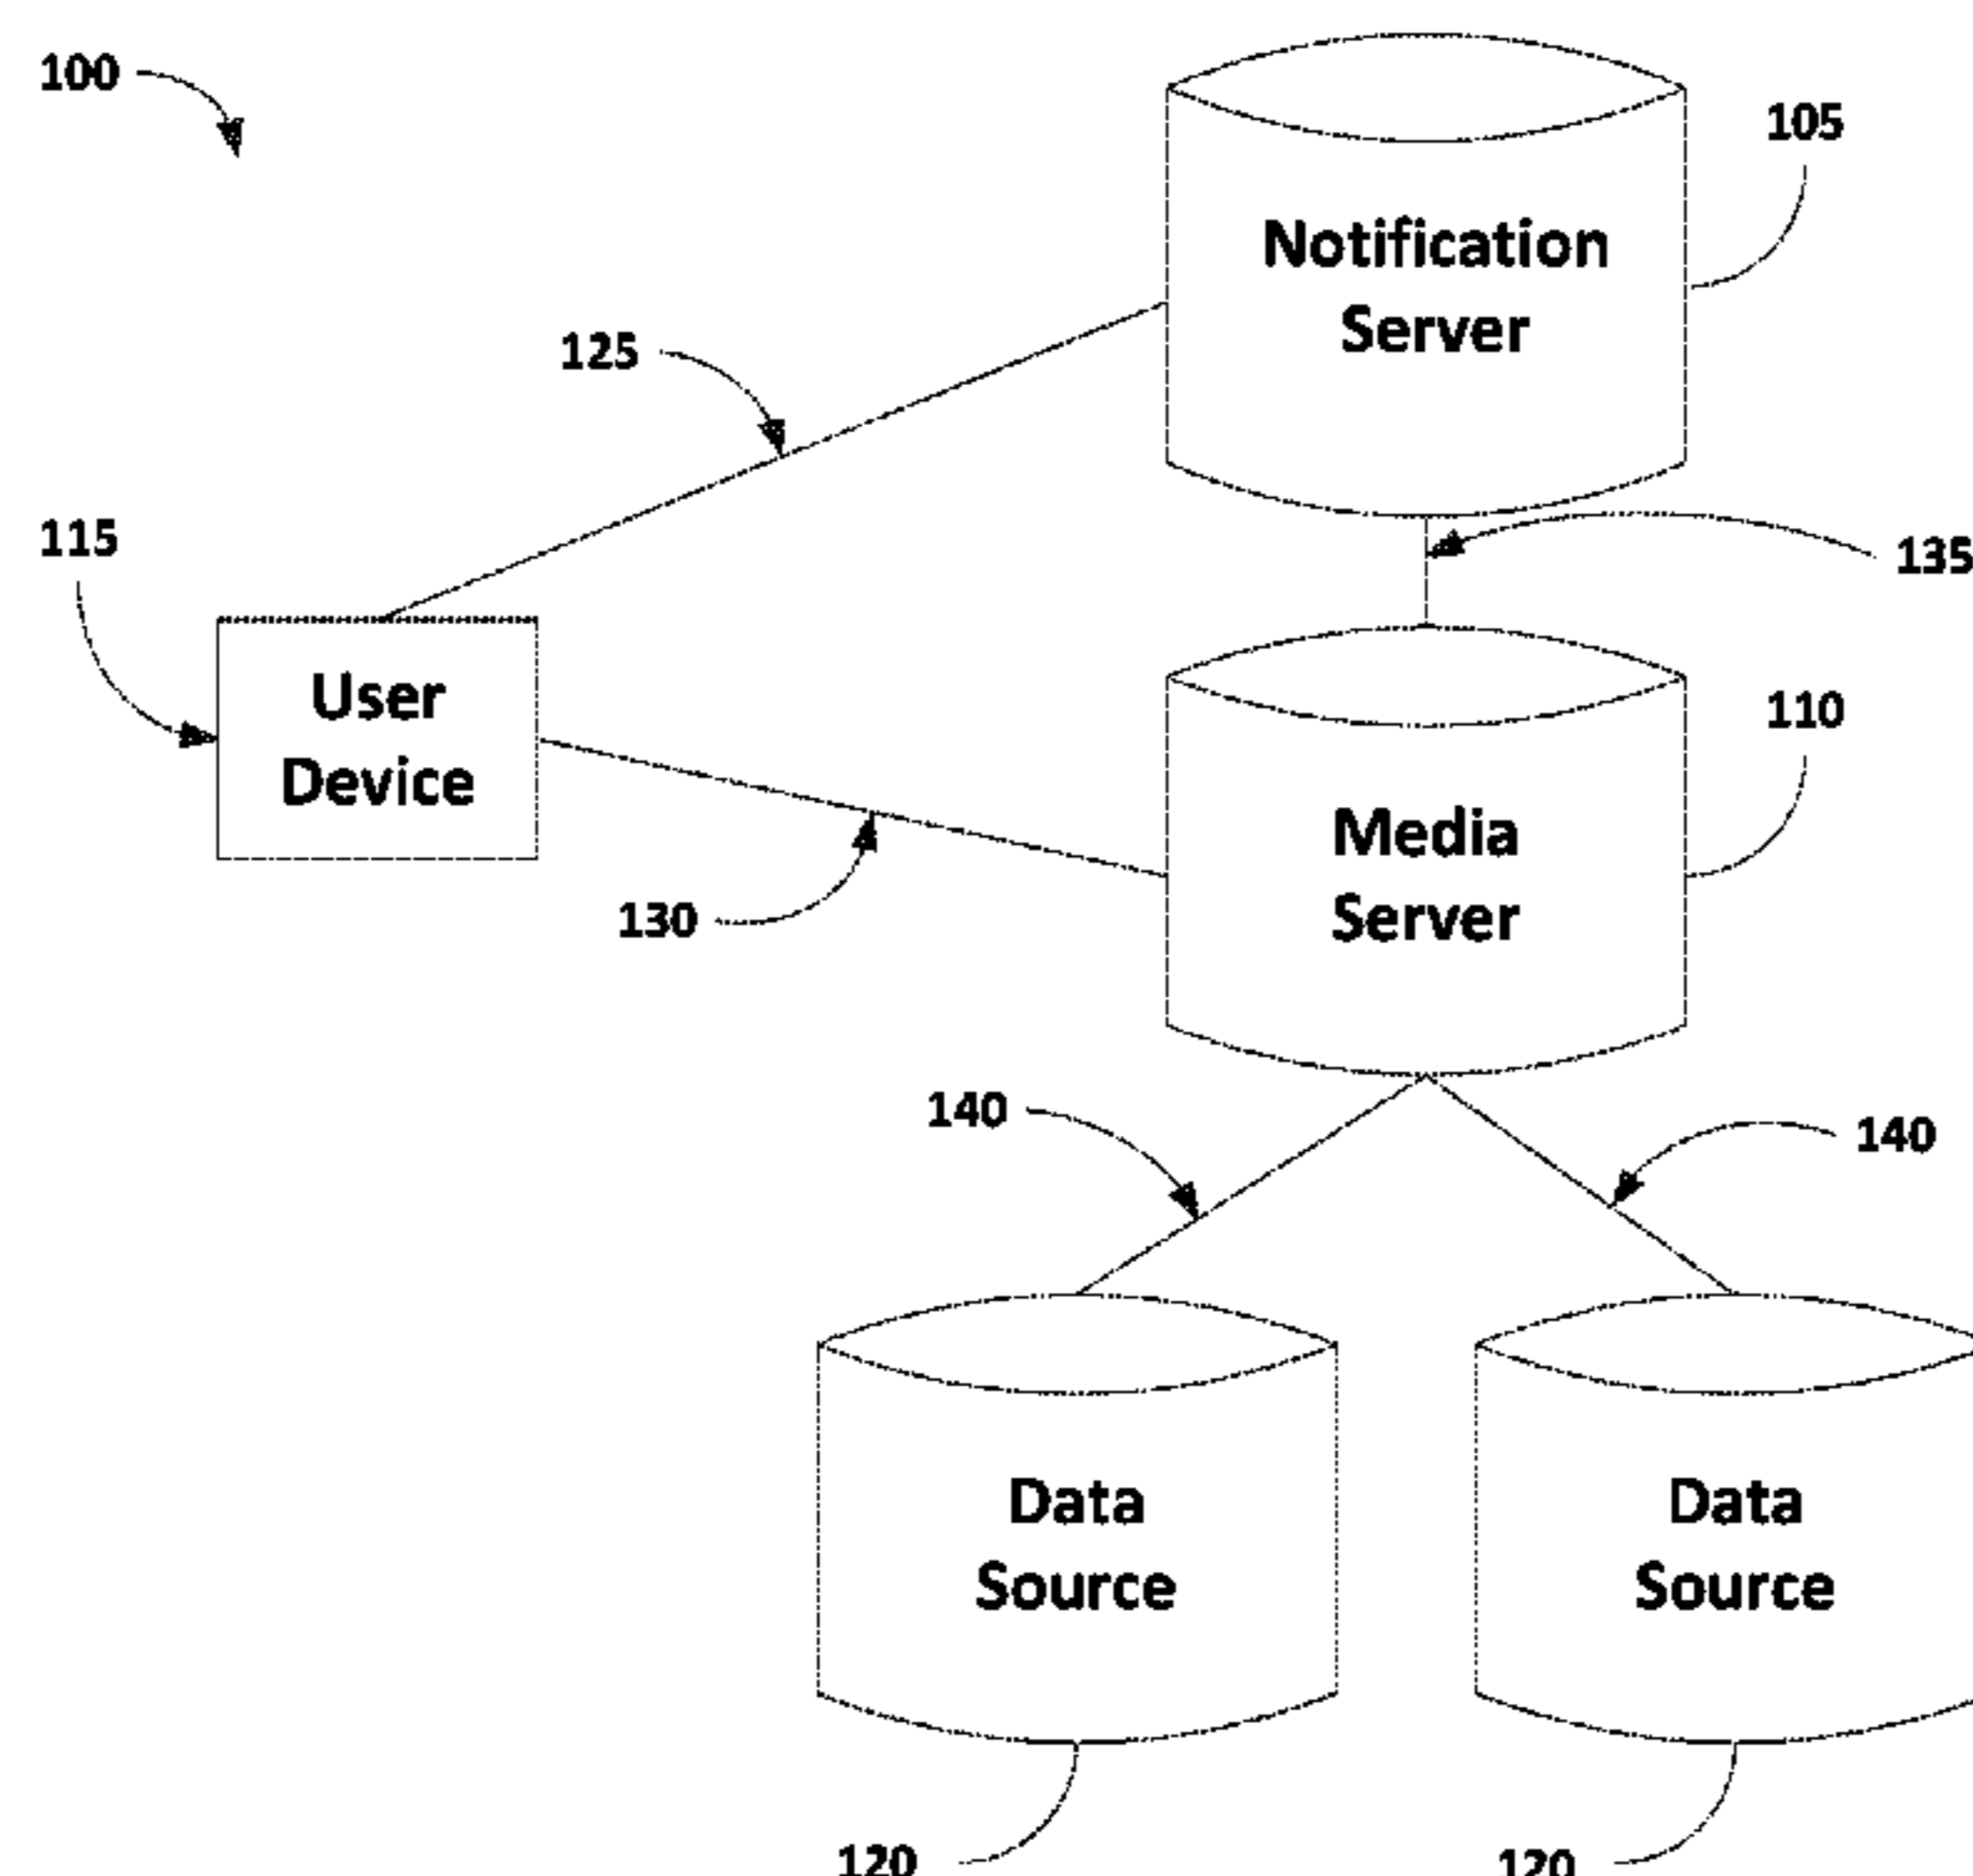 100
105
Notification
Server
125
115
135
User
Device
110
Media
Server
130
140
140
Data
Source
Data
Source
120
120